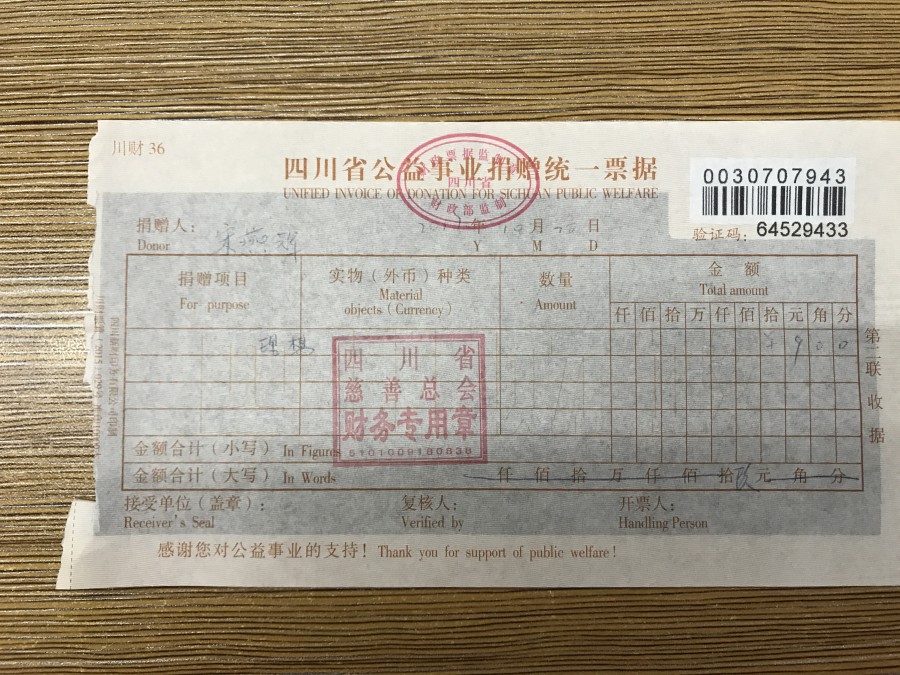 川财 36
四川省公益事业捐赠统一票据
UNIFIED INVOICE OF DONATION FOR SICHUAN PUBLIC WELFARE
四川省
财政部监制
0030707943
验证码: 64529433
捐赠人:
Donor
年 月 日
Y M D
捐赠项目
For purpose
实物(外币)种类
Material
objects(Currency)
数量
Amount
金 额
Total amount
仟 佰 拾 万 仟 佰 拾 元 角 分
¥ 9 0 0
第二联 收据
四川省
慈善总会
财务专用章
5101009180838
金额合计(小写) In Figures
金额合计(大写) In Words 仟 佰 拾 万 仟 佰 拾 玖 元 角 分
接受单位(盖章): 复核人: 开票人:
Receiver's Seal Verified by Handling Person
感谢您对公益事业的支持! Thank you for support of public welfare!